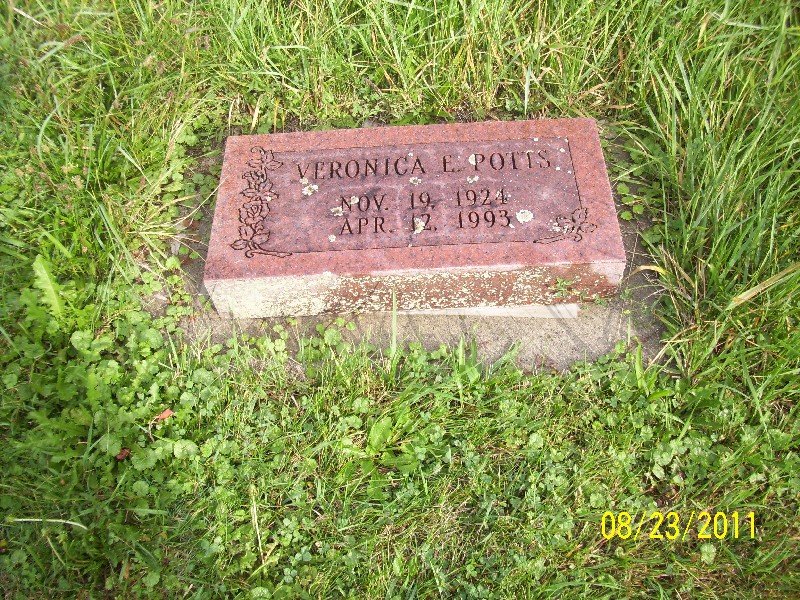 VERONICA E. POTTS
NOV. 19, 1924
APR. 12, 1993
08/23/2011